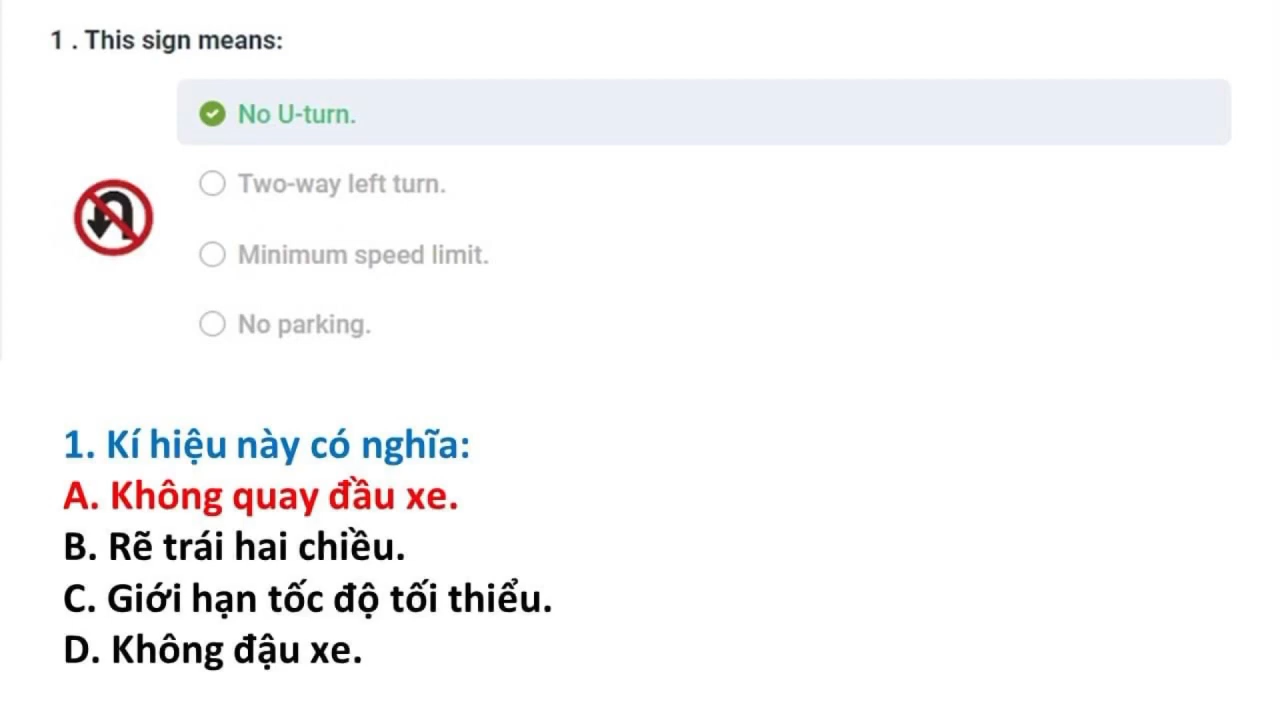 1 . This sign means:
No U-turn.
Two-way left turn.
Minimum speed limit.
No parking.
1. Kí hiệu này có nghĩa:
A. Không quay đầu xe.
B. Rẽ trái hai chiều.
C. Giới hạn tốc độ tối thiểu.
D. Không đậu xe.